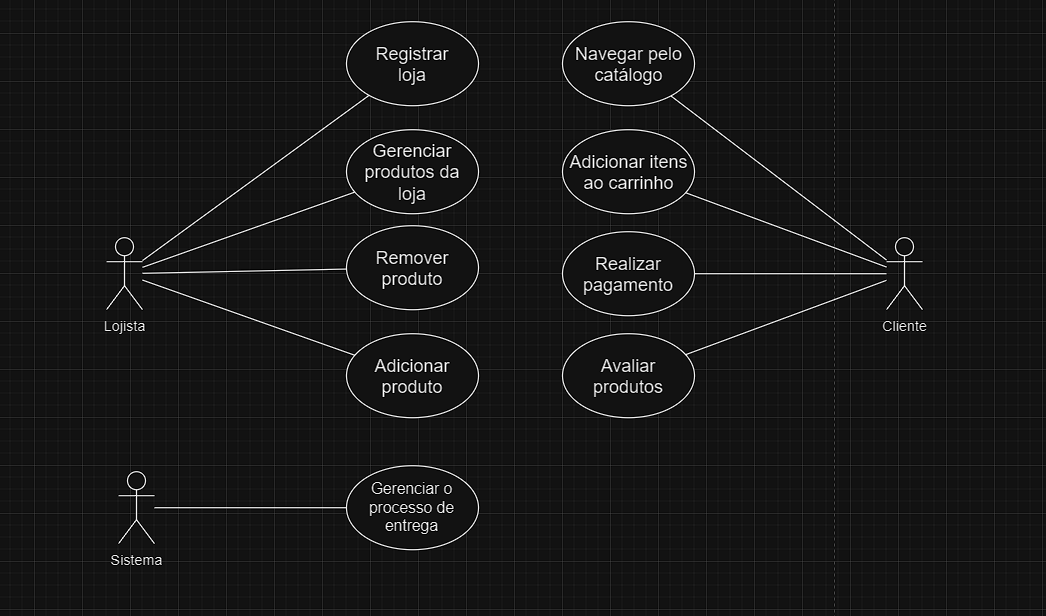 Registrar
loja
Navegar pelo
catálogo
Gerenciar
produtos da
loja
Adicionar itens
ao carrinho
Remover
produto
Realizar
pagamento
Lojista
Cliente
Adicionar
produto
Avaliar
produtos
Gerenciar o
processo de
entrega
Sistema